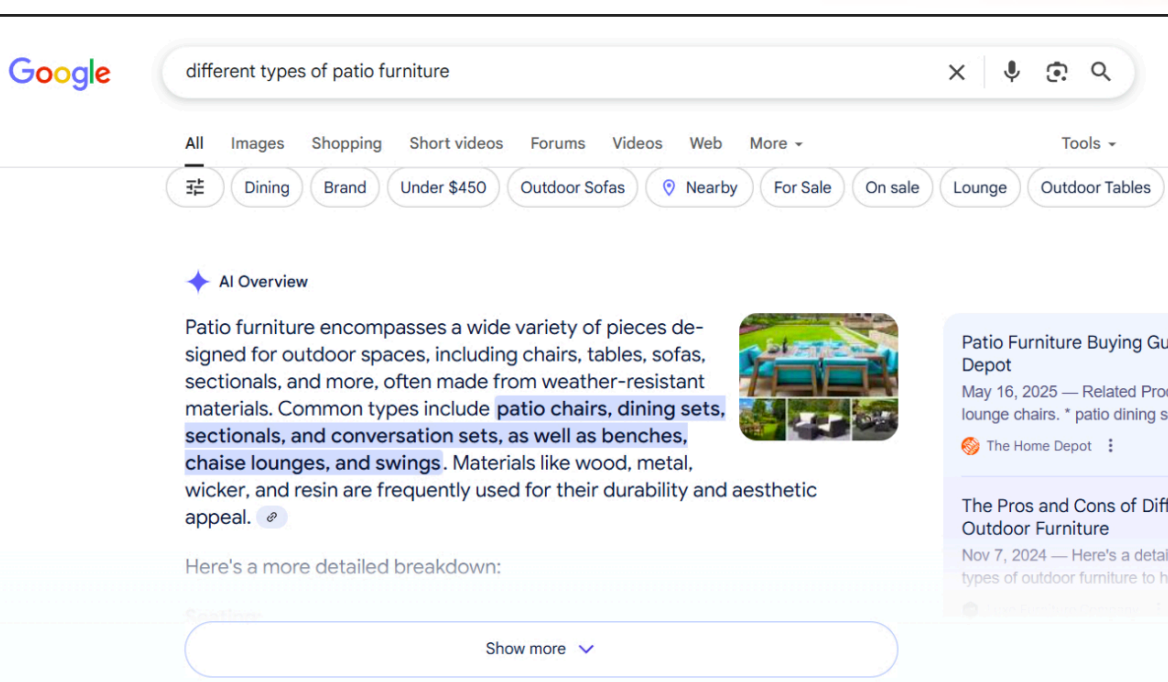 Google
different types of patio furniture
All Images Shopping Short videos Forums Videos Web More Tools
Dining Brand Under $450 Outdoor Sofas Nearby For Sale On sale Lounge Outdoor Tables
AI Overview
Patio furniture encompasses a wide variety of pieces de-
signed for outdoor spaces, including chairs, tables, sofas,
sectionals, and more, often made from weather-resistant
materials. Common types include patio chairs, dining sets,
sectionals, and conversation sets, as well as benches,
chaise lounges, and swings. Materials like wood, metal,
wicker, and resin are frequently used for their durability and aesthetic
appeal.
Here's a more detailed breakdown:
Show more
Patio Furniture Buying Gu
Depot
May 16, 2025 — Related Proc
lounge chairs. * patio dining s
The Home Depot
The Pros and Cons of Diff
Outdoor Furniture
Nov 7, 2024 — Here's a detai
types of outdoor furniture to h